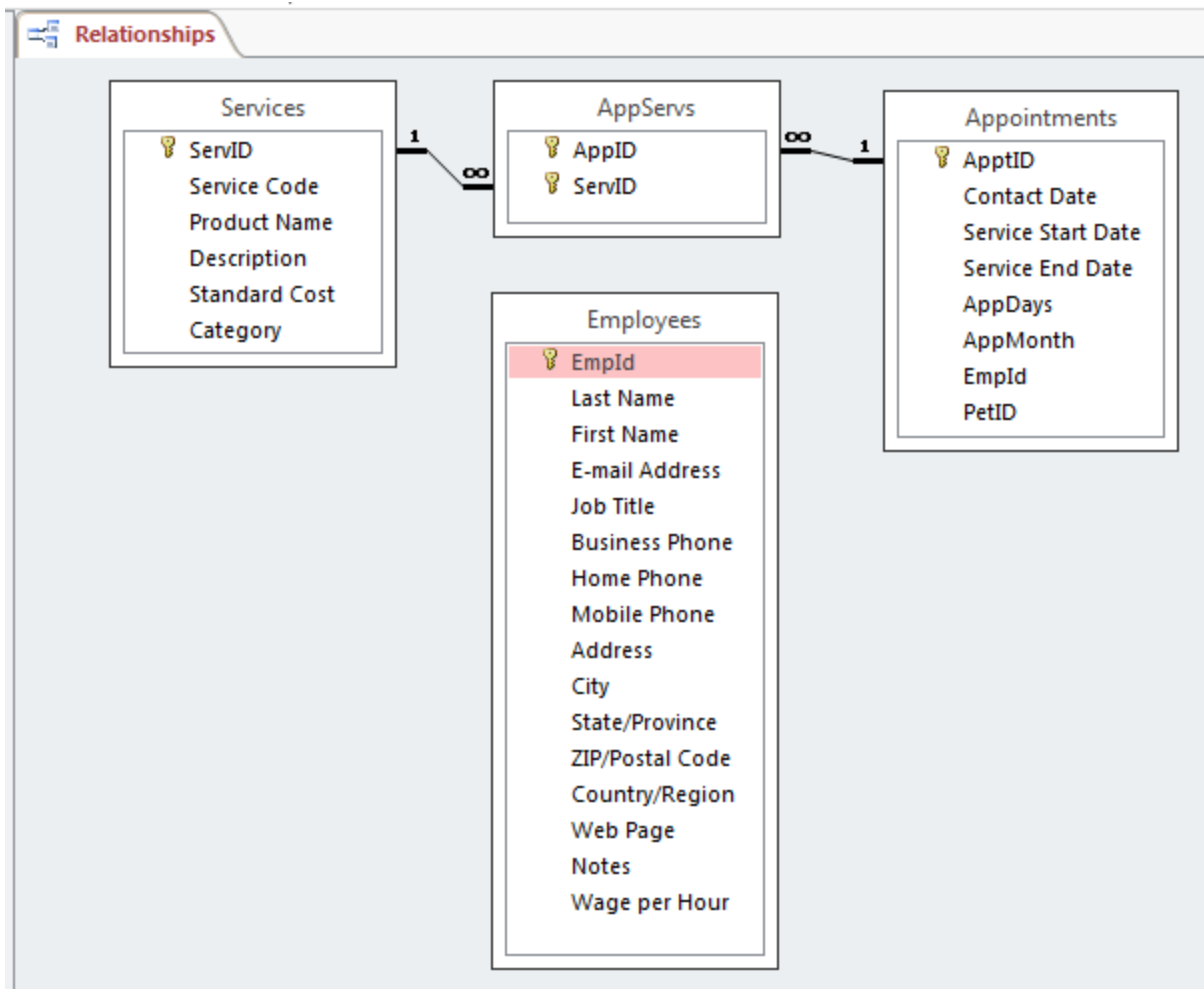 Relationships
Services
ServID
Service Code
Product Name
Description
Standard Cost
Category
1
∞
AppServs
AppID
ServID
∞
1
Appointments
ApptID
Contact Date
Service Start Date
Service End Date
AppDays
AppMonth
EmpId
PetID
Employees
EmpId
Last Name
First Name
E-mail Address
Job Title
Business Phone
Home Phone
Mobile Phone
Address
City
State/Province
ZIP/Postal Code
Country/Region
Web Page
Notes
Wage per Hour